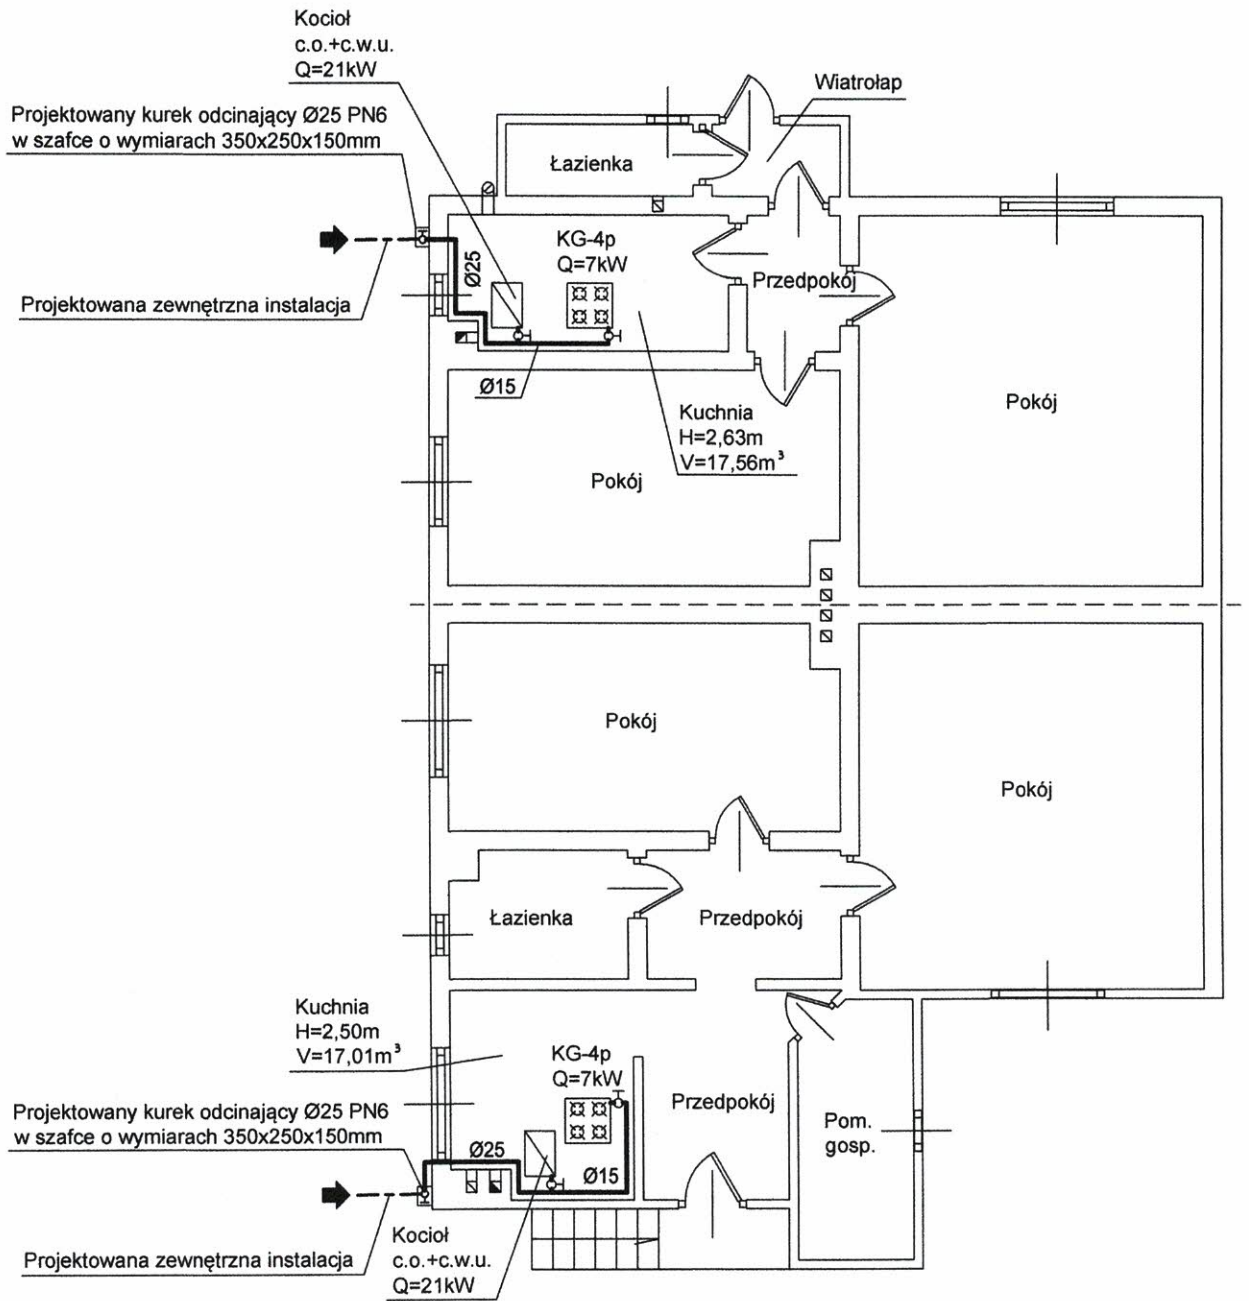 Kocioł
c.o.+c.w.u.
Q=21kW
Wiatrołap
Projektowany kurek odcinający Ø25 PN6
w szafce o wymiarach 350x250x150mm
Łazienka
KG-4p
Q=7kW
Ø25
Przedpokój
Projektowana zewnętrzna instalacja
Ø15
Pokój
Kuchnia
H=2,63m
V=17,56m³
Pokój
Pokój
Pokój
Łazienka
Przedpokój
Kuchnia
H=2,50m
V=17,01m³
KG-4p
Q=7kW
Projektowany kurek odcinający Ø25 PN6
w szafce o wymiarach 350x250x150mm
Przedpokój
Pom.
gosp.
Ø25
Ø15
Projektowana zewnętrzna instalacja
Kocioł
c.o.+c.w.u.
Q=21kW